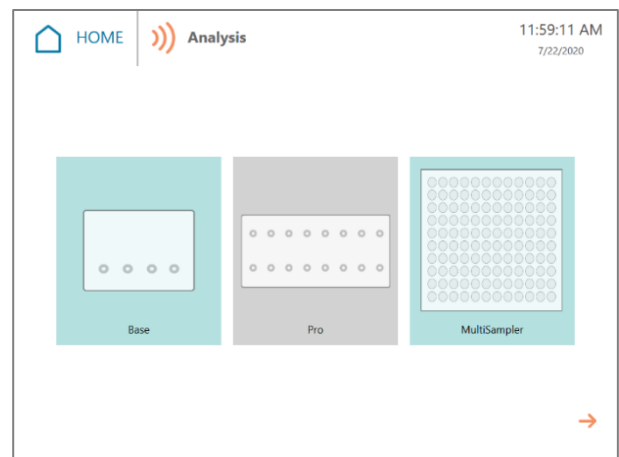 HOME
Analysis
11:59:11 AM
7/22/2020
Base
Pro
MultiSampler